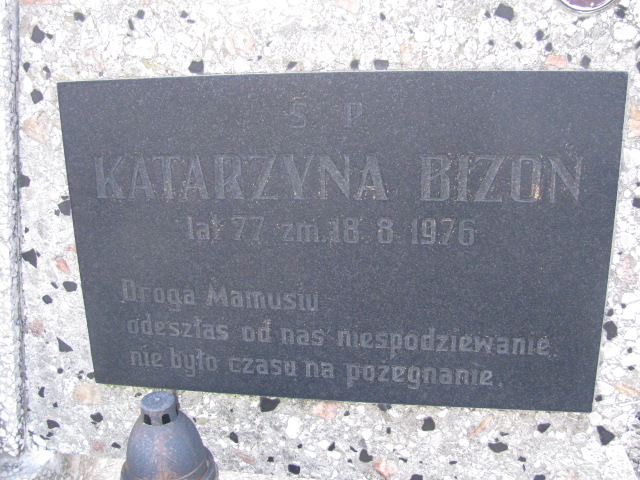 Ś P
KATARZYNA BIZOŃ
lat 77 zm. 18 8 1976
Droga Mamusiu
odeszłaś od nas niespodziewanie,
nie było czasu na pożegnanie.